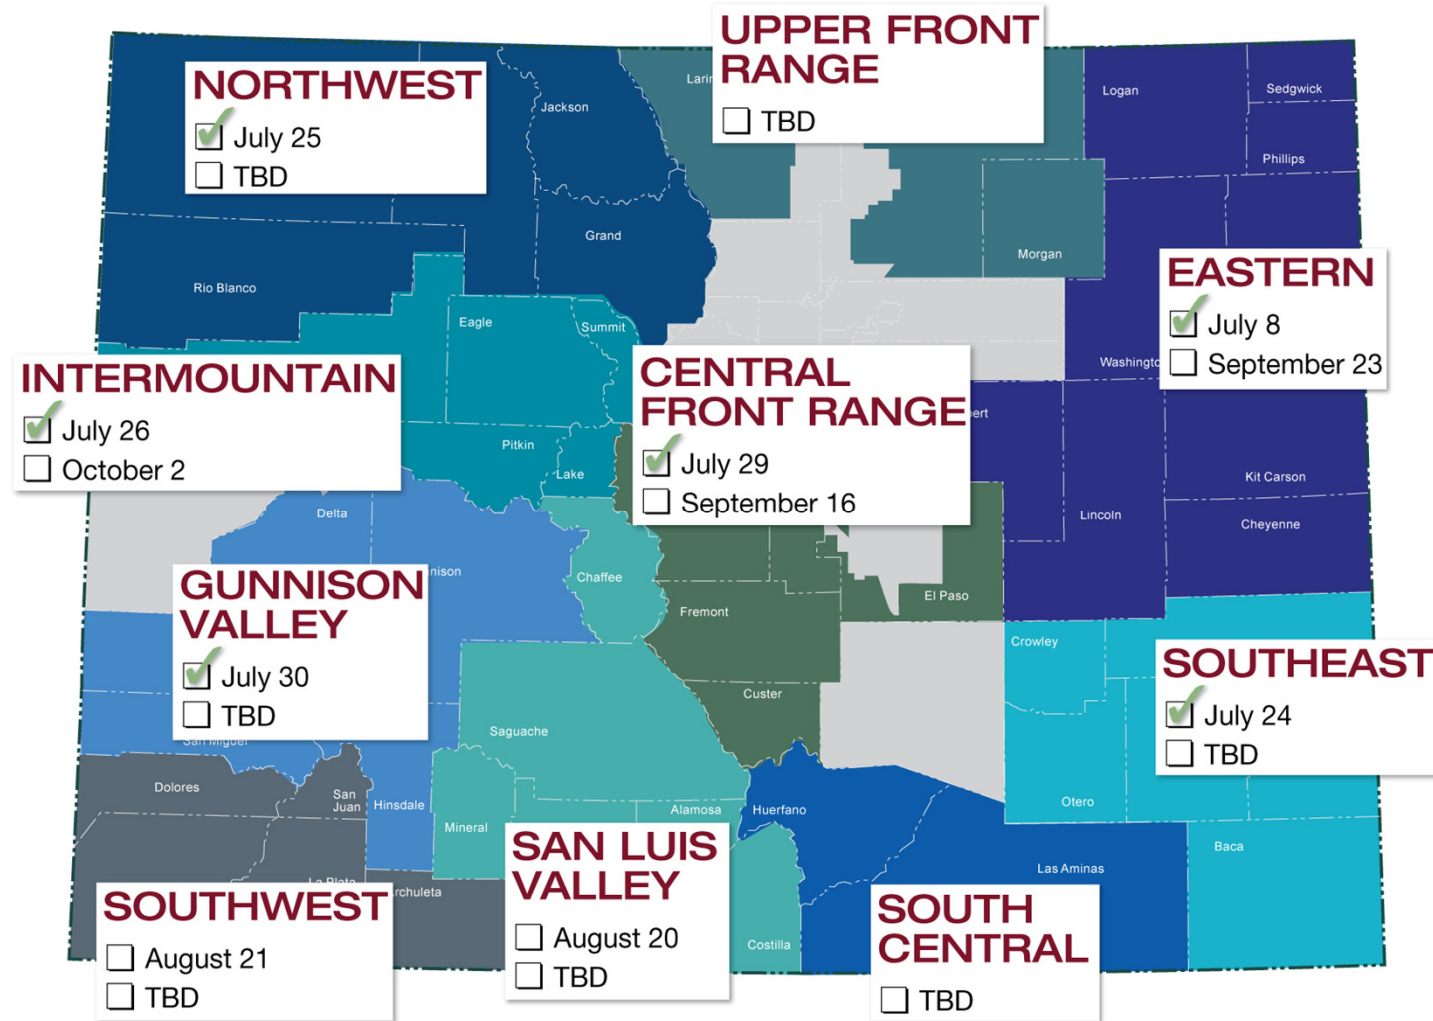 UPPER FRONT
RANGE
TBD
NORTHWEST
July 25
TBD
Jackson
Logan
Sedgwick
Phillips
Grand
Morgan
Rio Blanco
EASTERN
July 8
September 23
Washingto
Eagle
Summit
INTERMOUNTAIN
July 26
October 2
CENTRAL
FRONT RANGE
July 29
September 16
Pitkin
Lake
Kit Carson
Cheyenne
Lincoln
Delta
nison
Chaffee
GUNNISON
VALLEY
July 30
TBD
San Miguel
El Paso
Fremont
Crowley
SOUTHEAST
July 24
TBD
Custer
Saguache
Dolores
San
Juan
Hinsdale
Mineral
Alamosa
Huerfano
Otero
Baca
Las Aminas
La Plata
rchuleta
SOUTHWEST
August 21
TBD
SAN LUIS
VALLEY
August 20
TBD
Costilla
SOUTH
CENTRAL
TBD